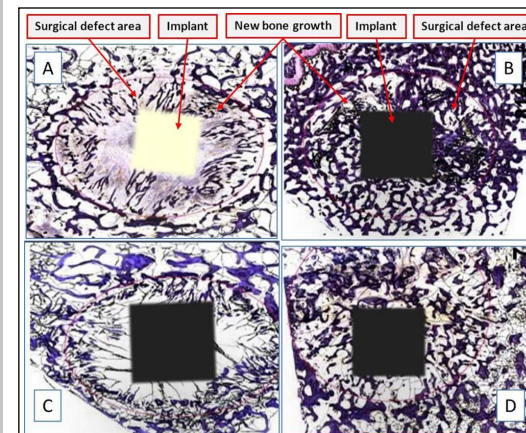 Surgical defect area
Implant
New bone growth
Implant
Surgical defect area
A
B
C
D